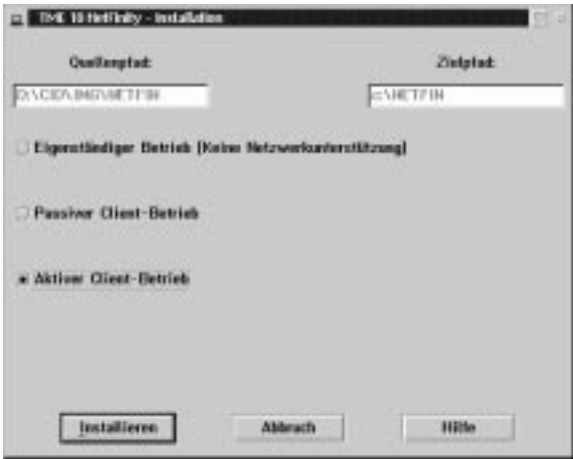 TME 10 NetFinity - Installation
Quellenpfad: Zielpfad:
D:\CID\IMG\NETFIN c:\NETFIN
Eigenständiger Betrieb (Keine Netzwerkunterstützung)
Passiver Client-Betrieb
Aktiver Client-Betrieb
Installieren Abbruch Hilfe